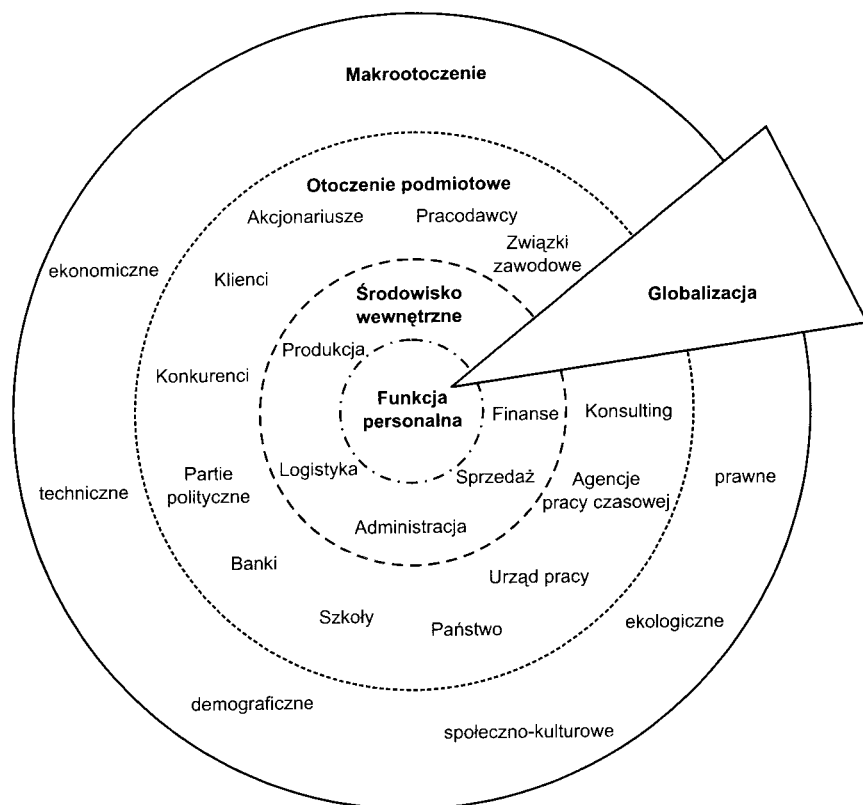 Makrootoczenie
Otoczenie podmiotowe
Akcjonariusze
Pracodawcy
Związki
zawodowe
ekonomiczne
Klienci
Środowisko
wewnętrzne
Globalizacja
Produkcja
Konkurenci
Funkcja
personalna
Finanse
Konsulting
Logistyka
Sprzedaż
Partie
polityczne
Agencje
pracy czasowej
techniczne
prawne
Administracja
Banki
Urząd pracy
Szkoły
Państwo
ekologiczne
demograficzne
społeczno-kulturowe